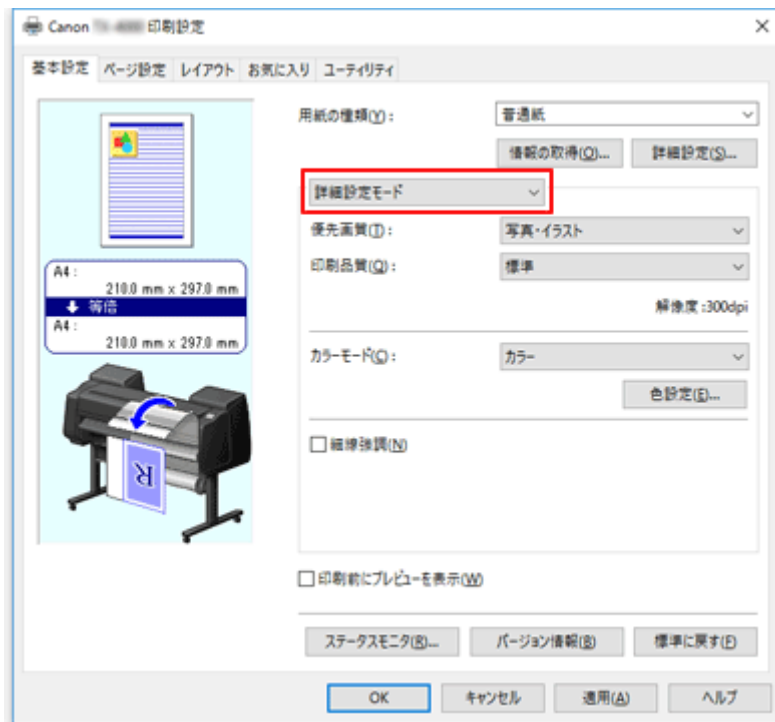 Canon 印刷設定
基本設定 ページ設定 レイアウト お気に入り ユーティリティ
用紙の種類(Y): 普通紙
情報の取得(O)... 詳細設定(S)...
詳細設定モード
優先画質(T): 写真・イラスト
印刷品質(Q): 標準
解像度:300dpi
カラーモード(C): カラー
色設定(E)...
細線強調(N)
A4:
210.0 mm x 297.0 mm
等倍
A4:
210.0 mm x 297.0 mm
R
印刷前にプレビューを表示(W)
ステータスモニタ(R)... バージョン情報(B) 標準に戻す(F)
OK キャンセル 適用(A) ヘルプ